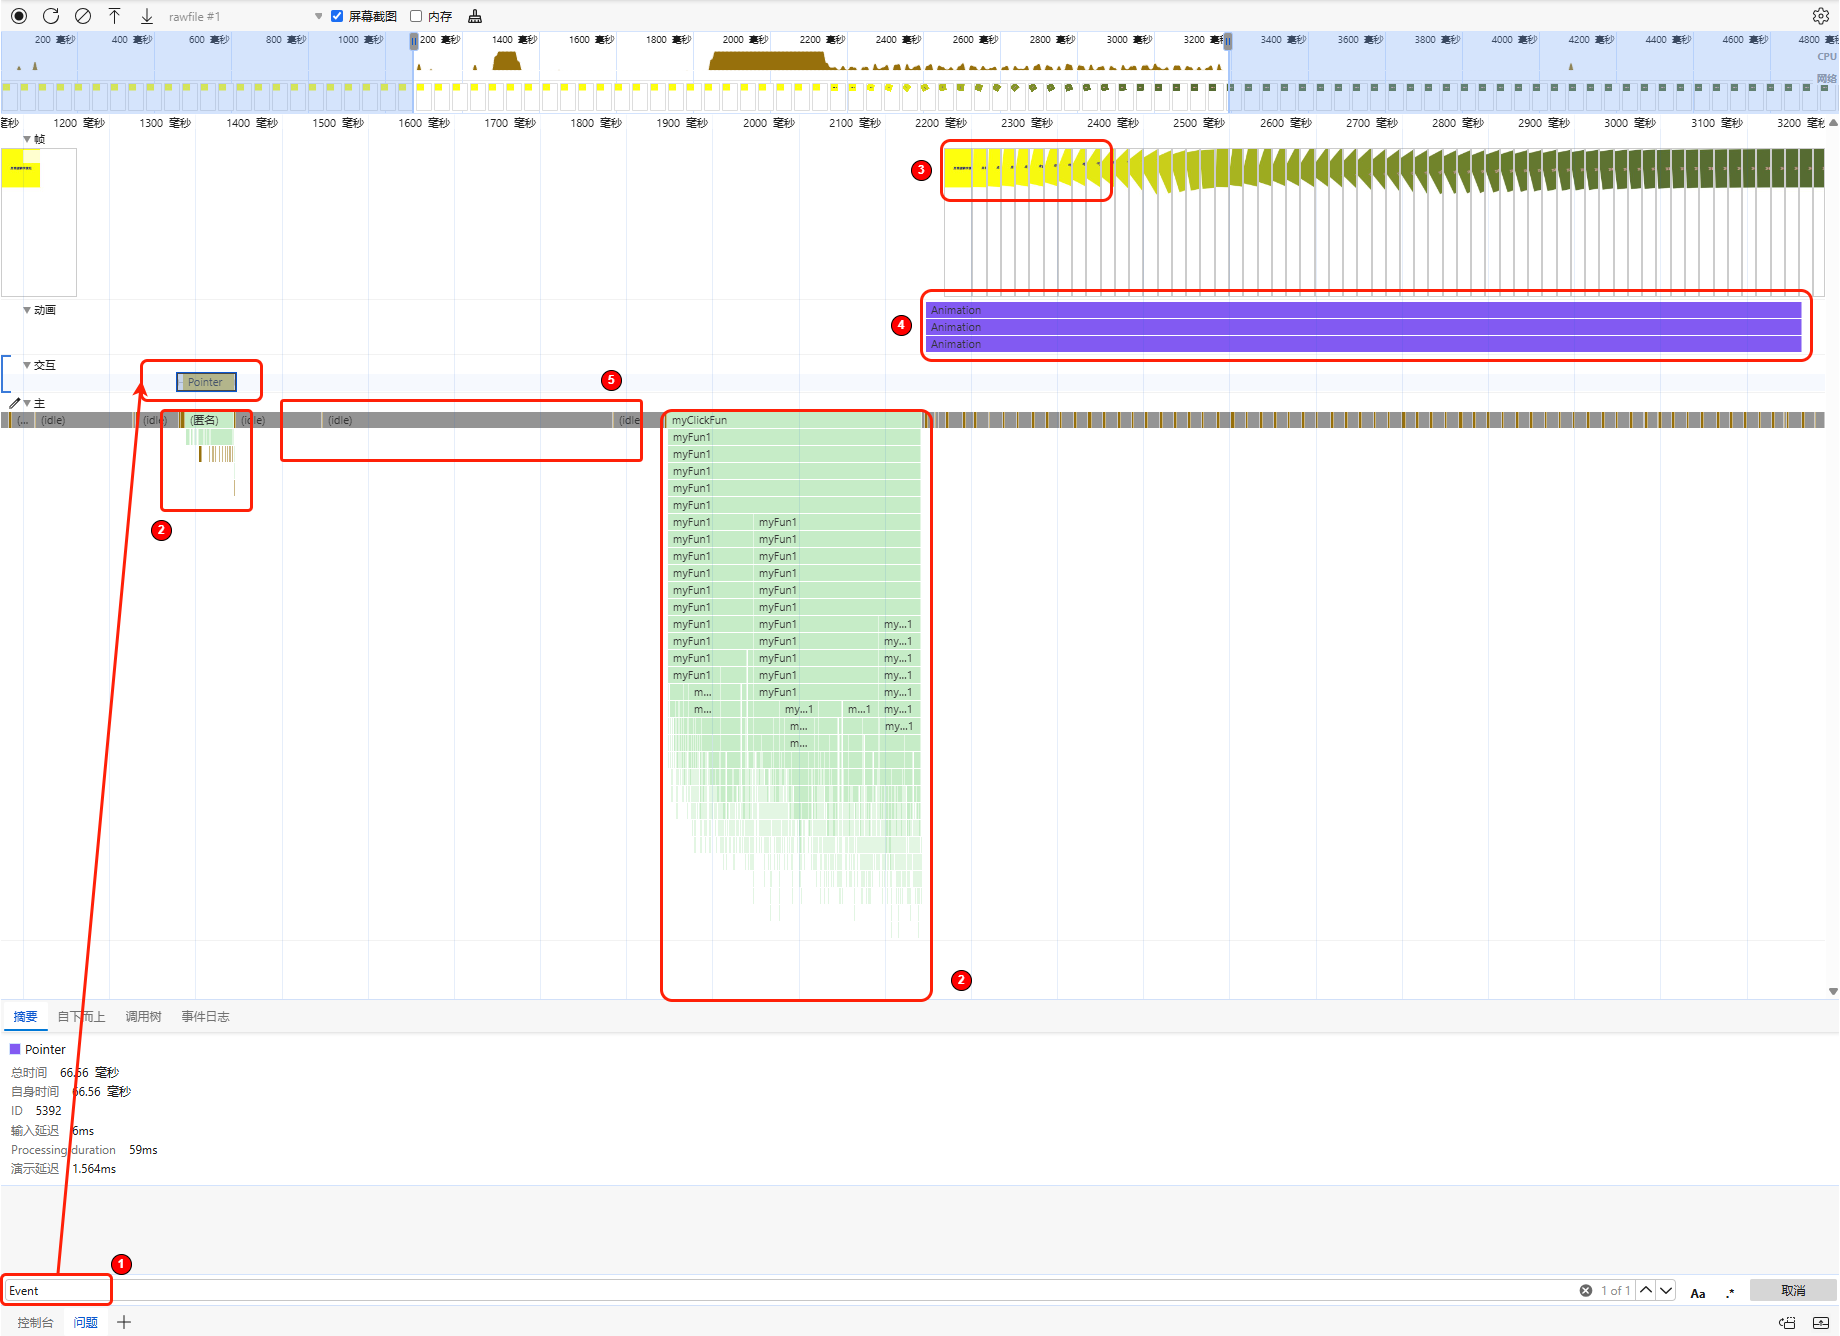 rawfile #1 屏幕截图 内存
200 毫秒 400 毫秒 600 毫秒 800 毫秒 1000 毫秒 200 毫秒 1400 毫秒 1600 毫秒 1800 毫秒 2000 毫秒 2200 毫秒 2400 毫秒 2600 毫秒 2800 毫秒 3000 毫秒 3200 3400 毫秒 3600 毫秒 3800 毫秒 4000 毫秒 4200 毫秒 4400 毫秒 4600 毫秒 4800
CPU
网络
毫秒 1200 毫秒 1300 毫秒 1400 毫秒 1500 毫秒 1600 毫秒 1700 毫秒 1800 毫秒 1900 毫秒 2000 毫秒 2100 毫秒 2200 毫秒 2300 毫秒 2400 毫秒 2500 毫秒 2600 毫秒 2700 毫秒 2800 毫秒 2900 毫秒 3000 毫秒 3100 毫秒 3200
帧
3
动画
Animation
4 Animation
Animation
交互
Pointer 5
主
(... (idle) (idle) (匿名) (idle) (idle) (idle myClickFun
myFun1
myFun1
myFun1
myFun1
myFun1
myFun1 myFun1
2 myFun1 myFun1
myFun1 myFun1
myFun1 myFun1
myFun1 myFun1
myFun1 myFun1
myFun1 myFun1 my...1
myFun1 myFun1 my...1
myFun1 myFun1 my...1
myFun1 myFun1 my...1
m... myFun1 my...1
m... my...1 m...1 my...1
m... my...1
m...
2
摘要 自下而上 调用树 事件日志
Pointer
总时间 66.56 毫秒
自身时间 66.56 毫秒
ID 5392
输入延迟 6ms
Processing duration 59ms
演示延迟 1.564ms
1
Event 1 of 1 Aa .* 取消
控制台 问题